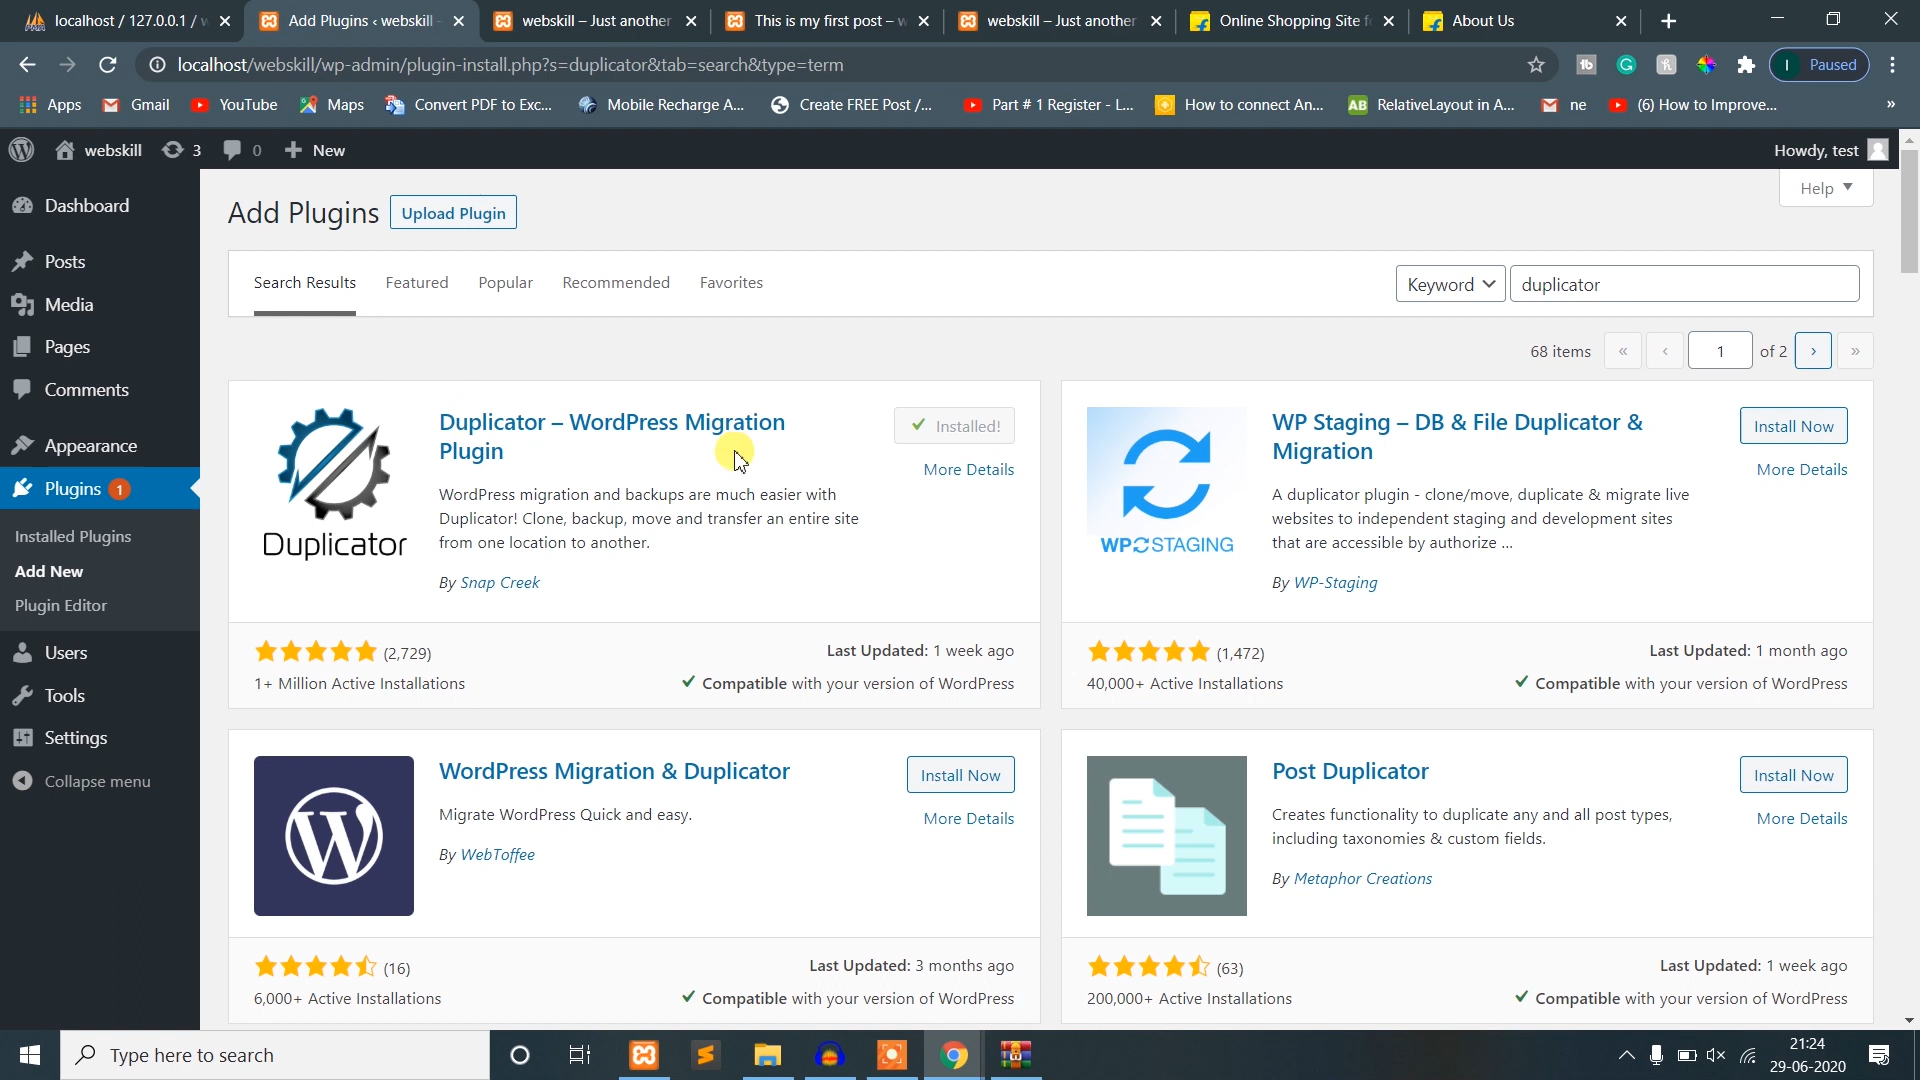 localhost / 127.0.0.1 / w
Add Plugins ‹ webskill
webskill – Just another
This is my first post – w
webskill – Just another
Online Shopping Site f
About Us
localhost/webskill/wp-admin/plugin-install.php?s=duplicator&tab=search&type=term
Paused
Apps
Gmail
YouTube
Maps
Convert PDF to Exc...
Mobile Recharge A...
Create FREE Post /...
Part # 1 Register - L...
How to connect An...
RelativeLayout in A...
ne
(6) How to Improve...
webskill
3
0
New
Howdy, test
Help
Dashboard
Posts
Media
Pages
Comments
Appearance
Plugins 1
Installed Plugins
Add New
Plugin Editor
Users
Tools
Settings
Collapse menu
Add Plugins
Upload Plugin
Search Results
Featured
Popular
Recommended
Favorites
Keyword
duplicator
68 items « ‹ 1 of 2 › »
Duplicator
Duplicator – WordPress Migration
Plugin
Installed!
More Details
WordPress migration and backups are much easier with
Duplicator! Clone, backup, move and transfer an entire site
from one location to another.
By Snap Creek
(2,729)
1+ Million Active Installations
Last Updated: 1 week ago
Compatible with your version of WordPress
WP STAGING
WP Staging – DB & File Duplicator &
Migration
Install Now
More Details
A duplicator plugin - clone/move, duplicate & migrate live
websites to independent staging and development sites
that are accessible by authorize ...
By WP-Staging
(1,472)
40,000+ Active Installations
Last Updated: 1 month ago
Compatible with your version of WordPress
WordPress Migration & Duplicator
Install Now
More Details
Migrate WordPress Quick and easy.
By WebToffee
(16)
6,000+ Active Installations
Last Updated: 3 months ago
Compatible with your version of WordPress
Post Duplicator
Install Now
More Details
Creates functionality to duplicate any and all post types,
including taxonomies & custom fields.
By Metaphor Creations
(63)
200,000+ Active Installations
Last Updated: 1 week ago
Compatible with your version of WordPress
Type here to search
21:24
29-06-2020